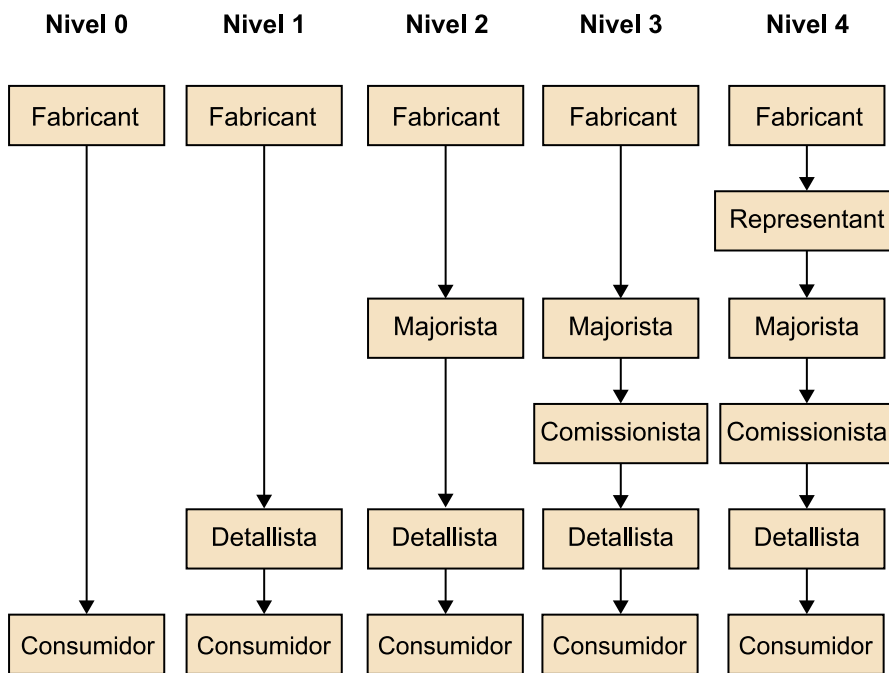 Nivel 0 Nivel 1 Nivel 2 Nivel 3 Nivel 4
Fabricant Fabricant Fabricant Fabricant Fabricant
Representant
Majorista Majorista Majorista
Comissionista Comissionista
Detallista Detallista Detallista Detallista
Consumidor Consumidor Consumidor Consumidor Consumidor